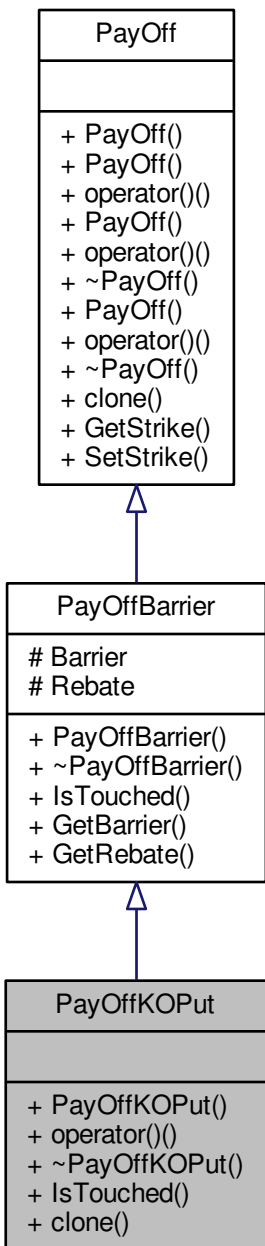 PayOff
+ PayOff()
+ PayOff()
+ operator()()
+ PayOff()
+ operator()()
+ ~PayOff()
+ PayOff()
+ operator()()
+ ~PayOff()
+ clone()
+ GetStrike()
+ SetStrike()
PayOffBarrier
# Barrier
# Rebate
+ PayOffBarrier()
+ ~PayOffBarrier()
+ IsTouched()
+ GetBarrier()
+ GetRebate()
PayOffKOPut
+ PayOffKOPut()
+ operator()()
+ ~PayOffKOPut()
+ IsTouched()
+ clone()